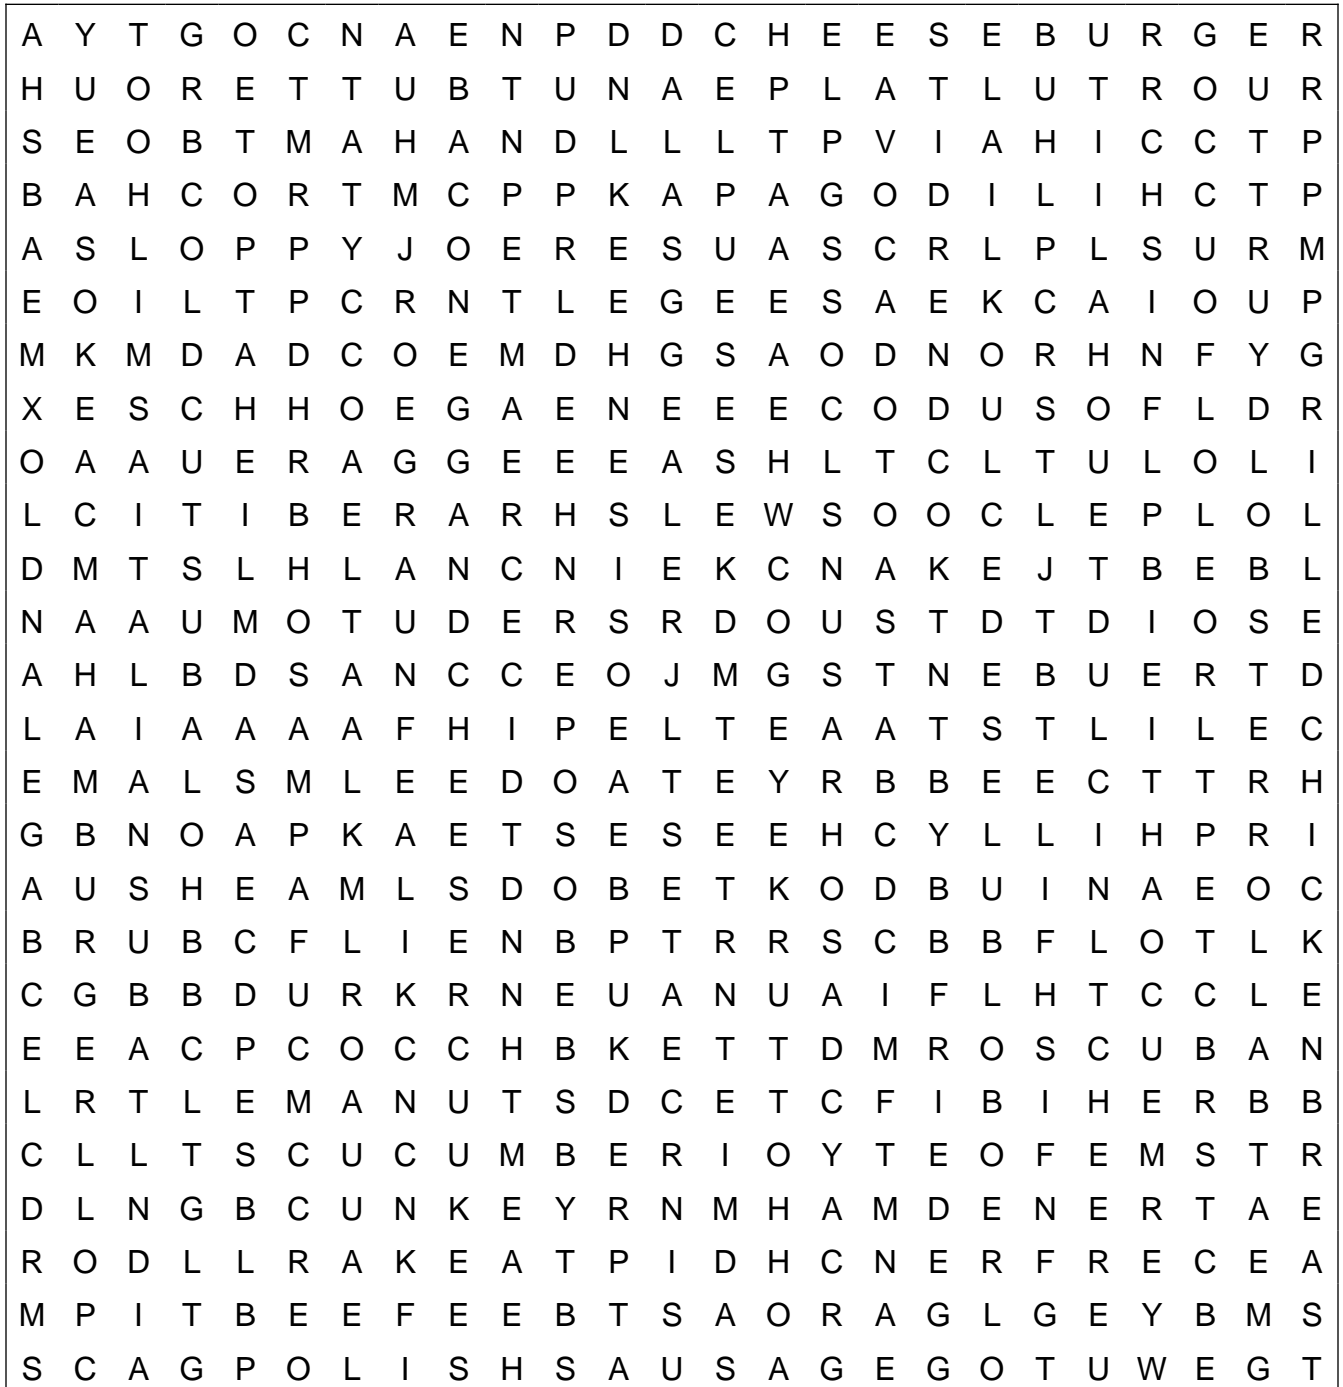 A Y T G O C N A E N P D D C H E E S E B U R G E R
H U O R E T T U B T U N A E P L A T L U T R O U R
S E O B T M A H A N D L L L T P V I A H I C C T P
B A H C O R T M C P P K A P A G O D I L I H C T P
A S L O P P Y J O E R E S U A S C R L P L S U R M
E O I L T P C R N T L E G E E S A E K C A I O U P
M K M D A D C O E M D H G S A O D N O R H N F Y G
X E S C H H O E G A E N E E E C O D U S O F L D R
O A A U E R A G G E E E A S H L T C L T U L O L I
L C I T I B E R A R H S L E W S O O C L E P L O L
D M T S L H L A N C N I E K C N A K E J T B E B L
N A A U M O T U D E R S R D O U S T D T D I O S E
A H L B D S A N C C E O J M G S T N E B U E R T D
L A I A A A A F H I P E L T E A A T S T L I L E C
E M A L S M L E E D O A T E Y R B B E E C T T R H
G B N O A P K A E T S E S E E H C Y L L I H P R I
A U S H E A M L S D O B E T K O D B U I N A E O C
B R U B C F L I E N B P T R R S C B B F L O T L K
C G B B D U R K R N E U A N U A I F L H T C C L E
E E A C P C O C C H B K E T T D M R O S C U B A N
L R T L E M A N U T S D C E T C F I B I H E R B B
C L L T S C U C U M B E R I O Y T E O F E M S T R
D L N G B C U N K E Y R N M H A M D E N E R T A E
R O D L L R A K E A T P I D H C N E R F R E C E A
M P I T B E E F E E B T S A O R A G L G E Y B M S
S C A G P O L I S H S A U S A G E G O T U W E G T